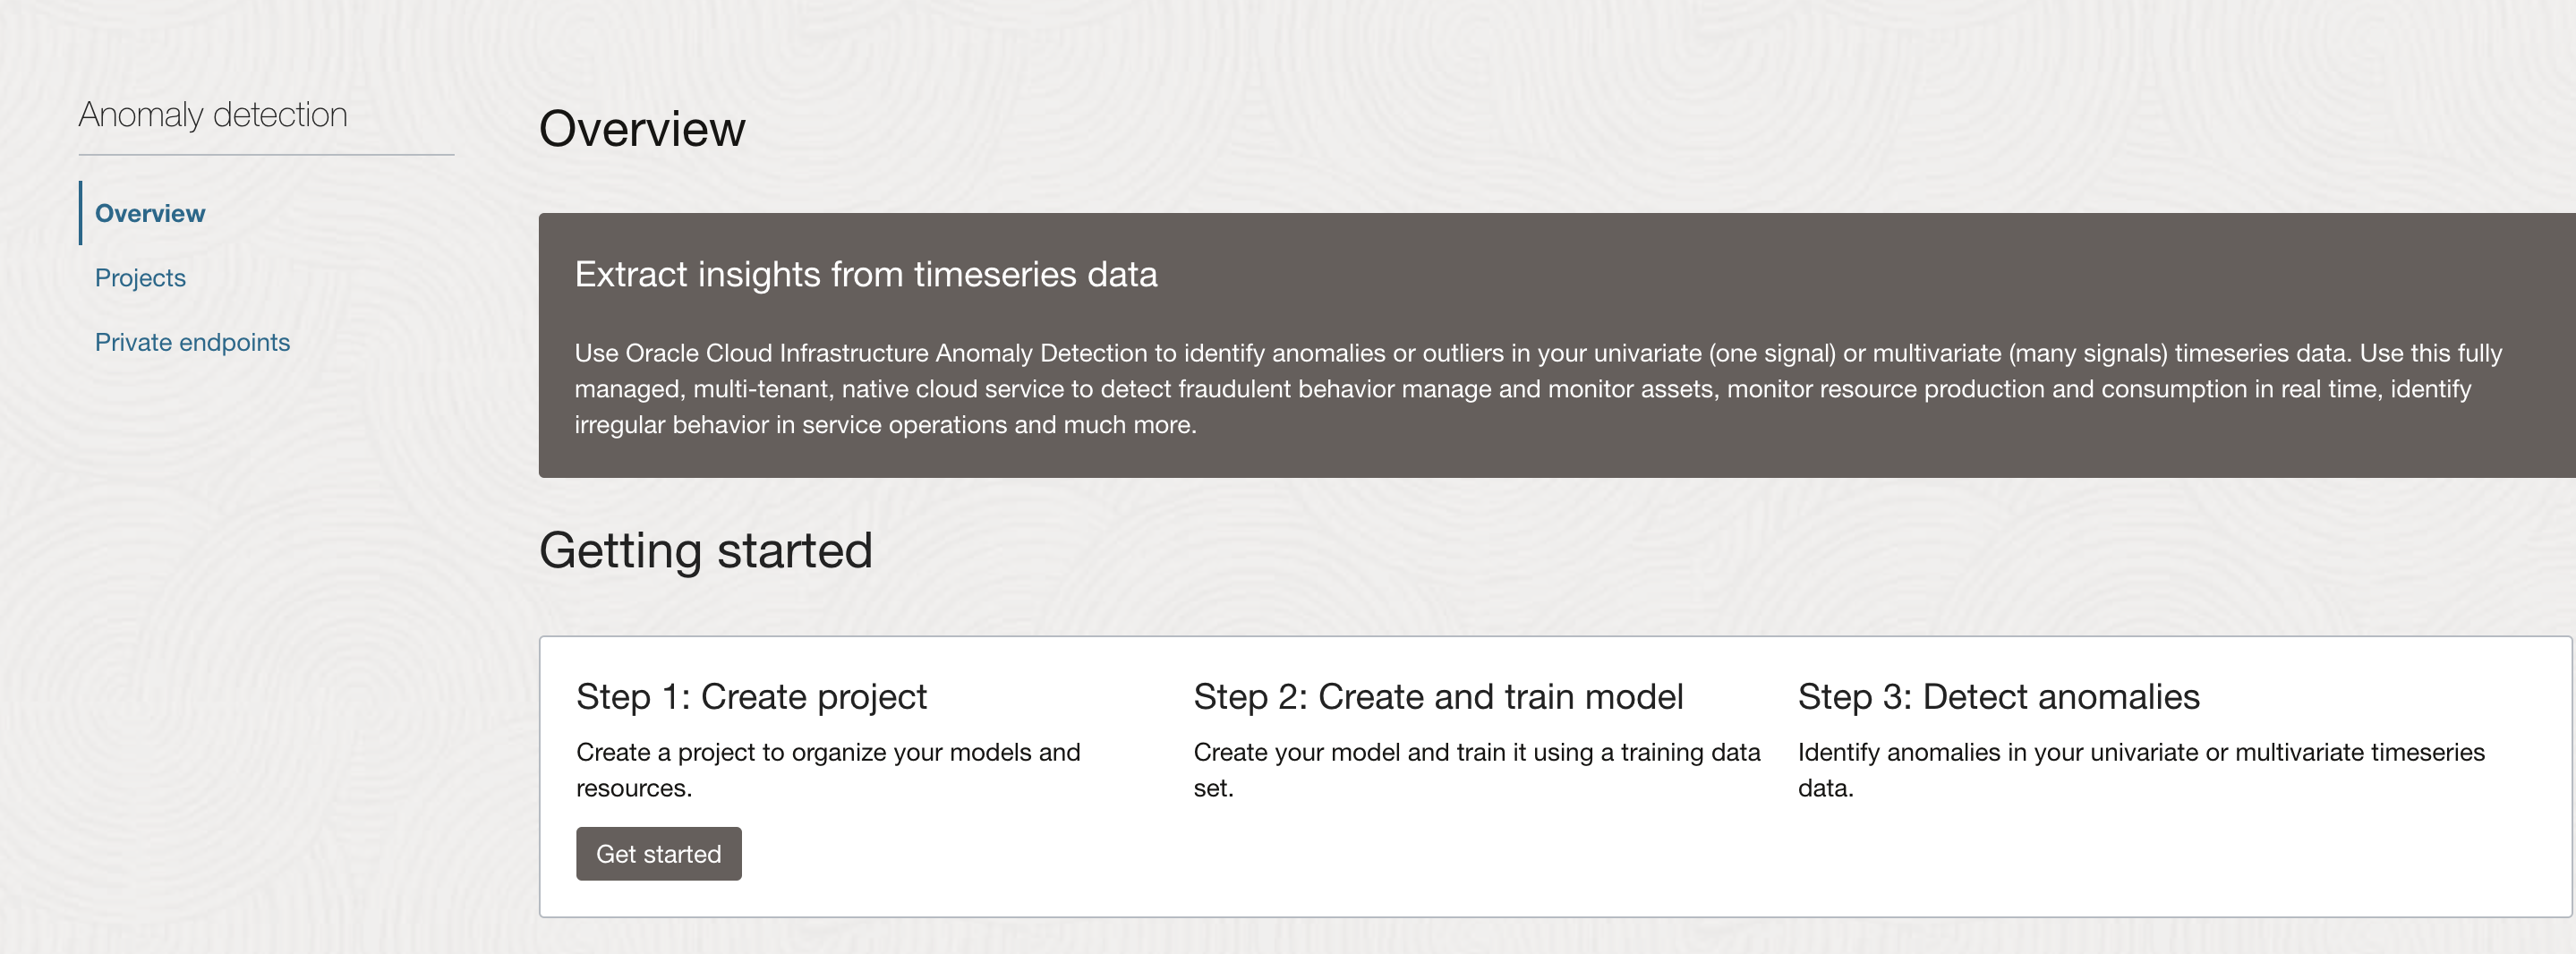 Anomaly detection
Overview
Projects
Private endpoints
Overview
Extract insights from timeseries data
Use Oracle Cloud Infrastructure Anomaly Detection to identify anomalies or outliers in your univariate (one signal) or multivariate (many signals) timeseries data. Use this fully
managed, multi-tenant, native cloud service to detect fraudulent behavior manage and monitor assets, monitor resource production and consumption in real time, identify
irregular behavior in service operations and much more.
Getting started
Step 1: Create project
Create a project to organize your models and
resources.
Get started
Step 2: Create and train model
Create your model and train it using a training data
set.
Step 3: Detect anomalies
Identify anomalies in your univariate or multivariate timeseries
data.